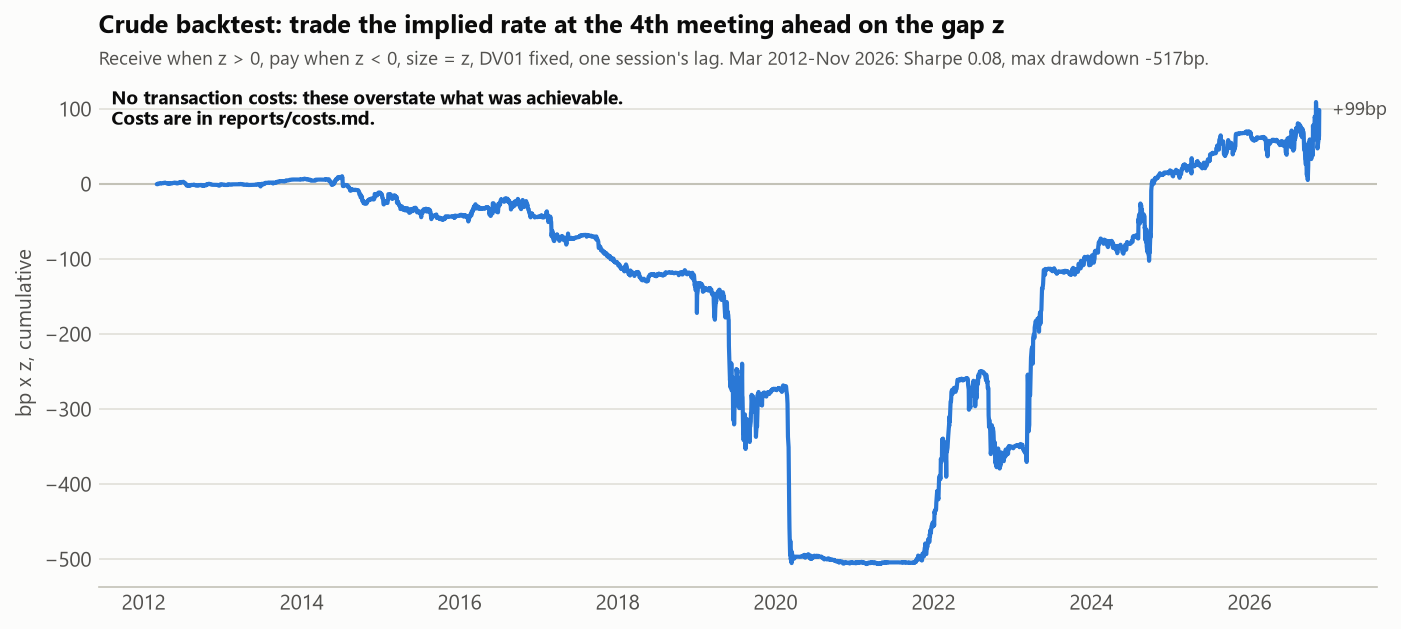 Crude backtest: trade the implied rate at the 4th meeting ahead on the gap z
Receive when z > 0, pay when z < 0, size = z, DV01 fixed, one session's lag. Mar 2012-Nov 2026: Sharpe 0.08, max drawdown -517bp.
No transaction costs: these overstate what was achievable.
Costs are in reports/costs.md.
+99bp
bp x z, cumulative
100
0
−100
−200
−300
−400
−500
2012 2014 2016 2018 2020 2022 2024 2026